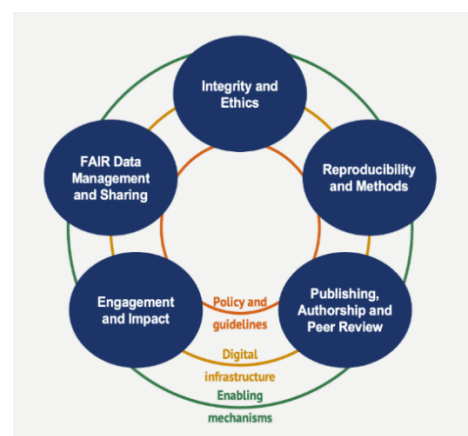 Integrity and
Ethics
FAIR Data
Management
and Sharing
Reproducibility
and Methods
Engagement
and Impact
Publishing,
Authorship and
Peer Review
Policy and
guidelines
Digital
infrastructure
Enabling
mechanisms